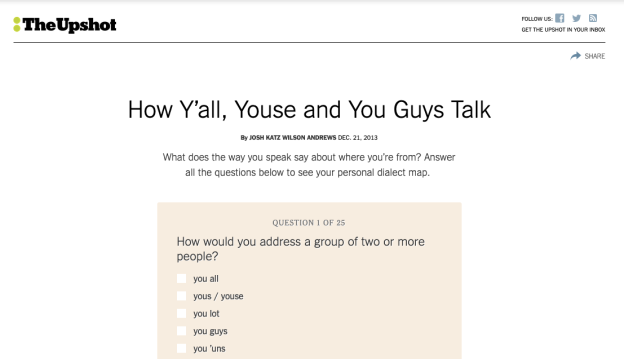 TheUpshot
FOLLOW US:
GET THE UPSHOT IN YOUR INBOX
SHARE
How Y'all, Youse and You Guys Talk
By JOSH KATZ WILSON ANDREWS DEC. 21, 2013
What does the way you speak say about where you're from? Answer
all the questions below to see your personal dialect map.
QUESTION 1 OF 25
How would you address a group of two or more
people?
you all
yous / youse
you lot
you guys
you 'uns